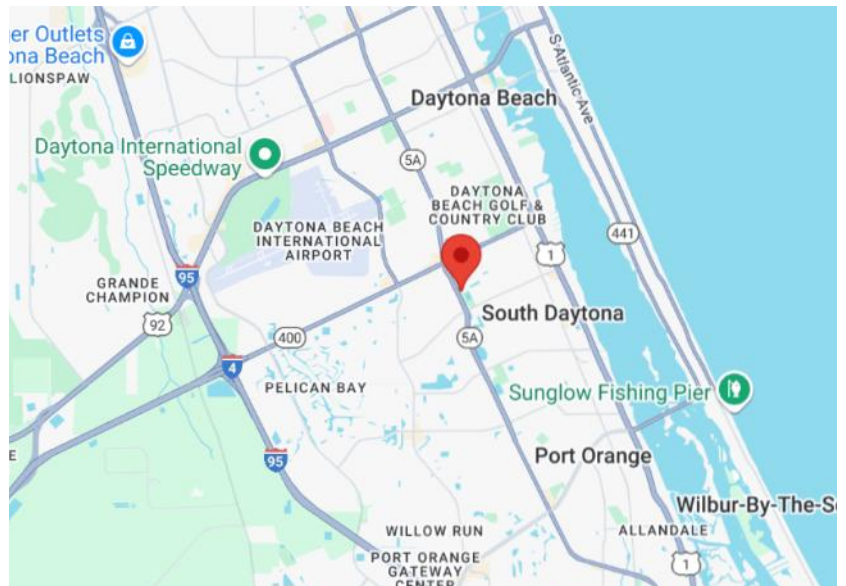 er Outlets
ona Beach
LIONSPAW
S Atlantic Ave
Daytona Beach
Daytona International
Speedway
5A
DAYTONA
BEACH GOLF &
COUNTRY CLUB
DAYTONA BEACH
INTERNATIONAL
AIRPORT
441
1
95
GRANDE
CHAMPION
92
400
South Daytona
5A
4
PELICAN BAY
Sunglow Fishing Pier
E
95
Port Orange
Wilbur-By-The-Se
WILLOW RUN
ALLANDALE
PORT ORANGE
GATEWAY
CENTER
1